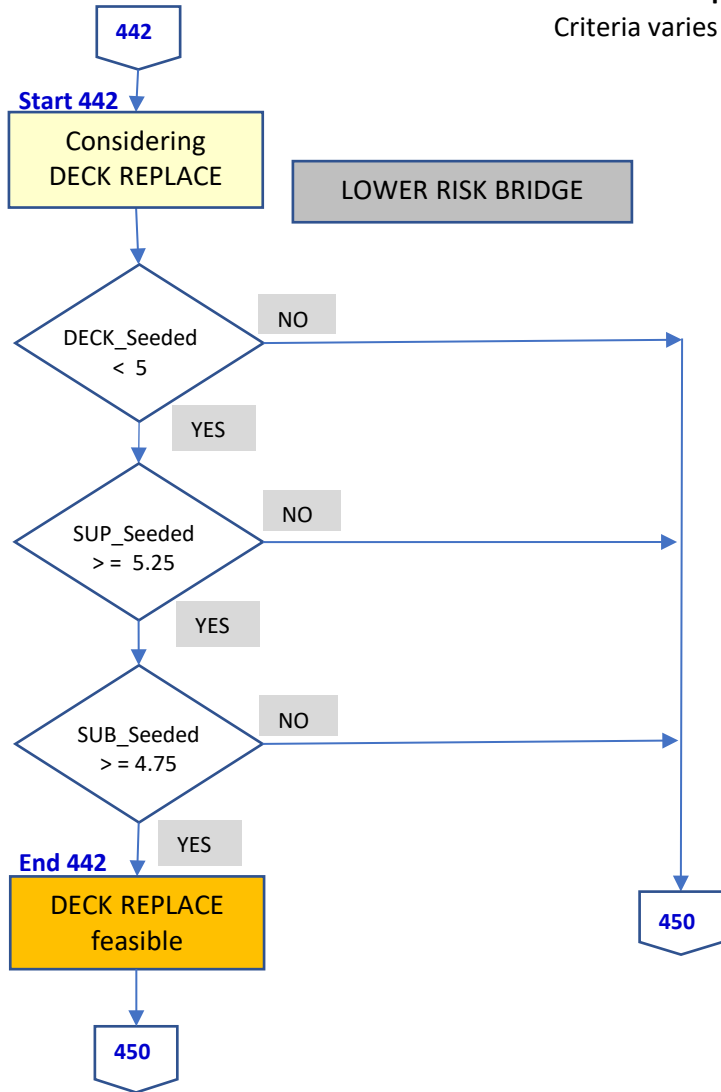 442
Criteria varies
Start 442
Considering
DECK REPLACE
LOWER RISK BRIDGE
DECK_Seeded
< 5
NO
YES
SUP_Seeded
> = 5.25
NO
YES
SUB_Seeded
> = 4.75
NO
YES
End 442
DECK REPLACE
feasible
450
450